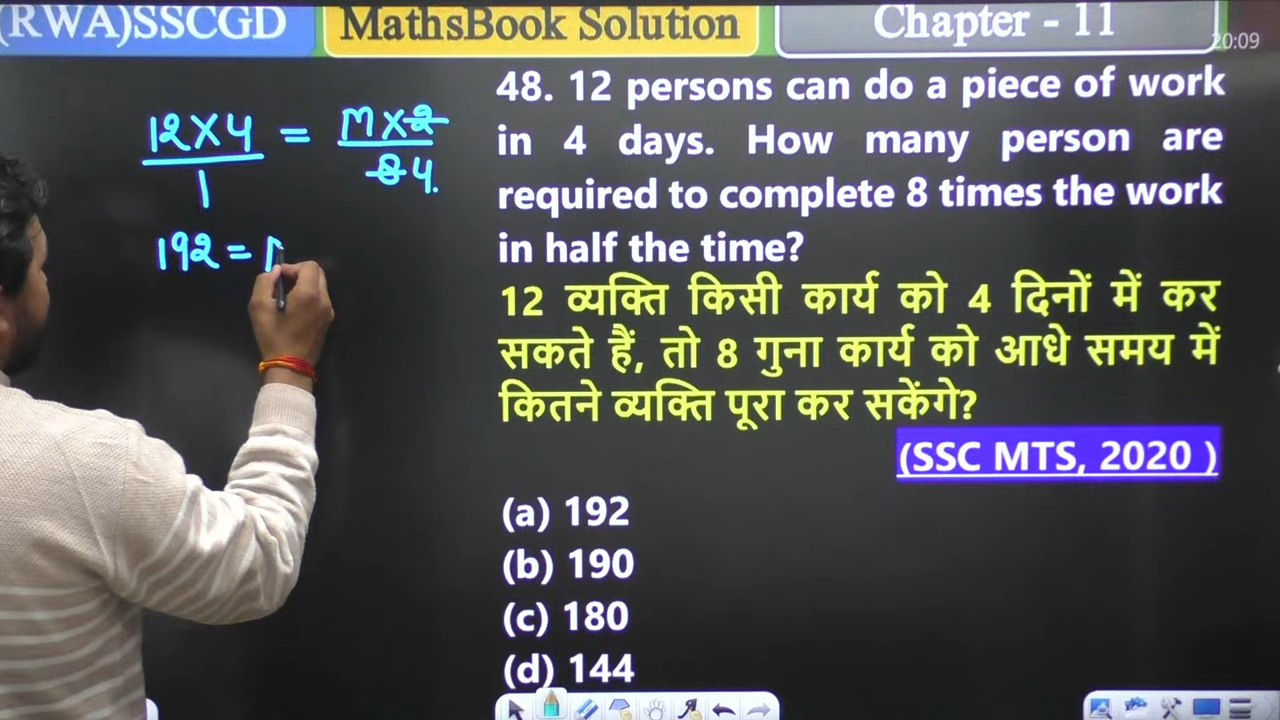 (RWA)SSCGD
MathsBook Solution
Chapter - 11
20:09
12×4/1 = M×2/8 4.
192 = M
48. 12 persons can do a piece of work
in 4 days. How many person are
required to complete 8 times the work
in half the time?
12 व्यक्ति किसी कार्य को 4 दिनों में कर
सकते हैं, तो 8 गुना कार्य को आधे समय में
कितने व्यक्ति पूरा कर सकेंगे?
(SSC MTS, 2020 )
(a) 192
(b) 190
(c) 180
(d) 144